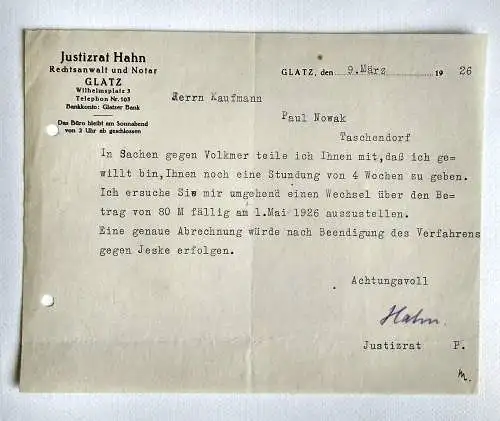 Justizrat Hahn
Rechtsanwalt und Notar
GLATZ
Wilhelmsplatz 3
Telephon Nr. 103
Bankkonto: Glatzer Bank
Das Büro bleibt am Sonnabend
von 2 Uhr ab geschlossen
GLATZ, den 9.März 1926
Herrn Kaufmann
Paul Nowak
Taschendorf
In Sachen gegen Volkmer teile ich Ihnen mit,daß ich ge-
willt bin,Ihnen noch eine Stundung von 4 Wochen zu geben.
Ich ersuche Siw mir umgehend einen Wechsel über den Be-
trag von 80 M fällig am 1.Mai 1926 auszustellen.
Eine genaue Abrechnung würde nach Beendigung des Verfahrens
gegen Jeske erfolgen.
Achtungsvoll
Hahn.
Justizrat P.
M.